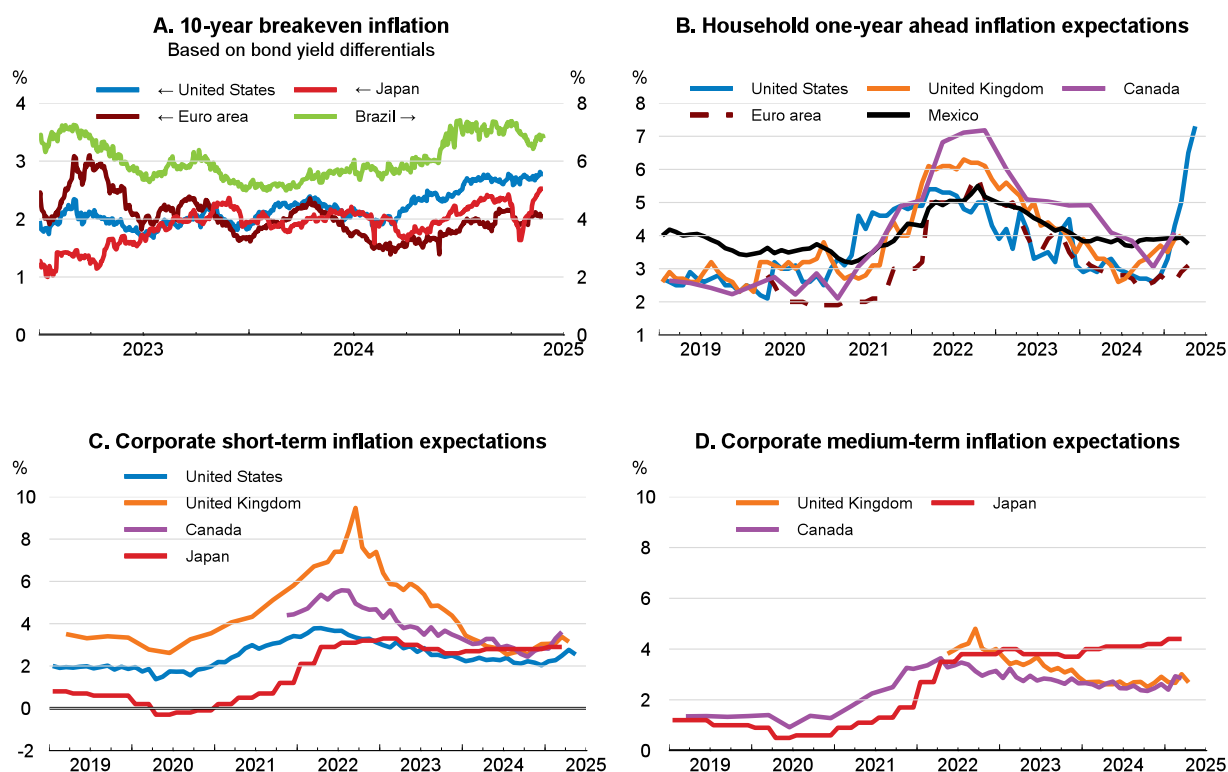 A. 10-year breakeven inflation
Based on bond yield differentials
%
%
← United States
← Japan
← Euro area
Brazil →
4
3
2
1
0
8
6
4
2
0
2023
2024
2025
B. Household one-year ahead inflation expectations
%
United States
United Kingdom
Canada
Euro area
Mexico
8
7
6
5
4
3
2
1
2019
2020
2021
2022
2023
2024
2025
C. Corporate short-term inflation expectations
%
United States
United Kingdom
Canada
Japan
10
8
6
4
2
0
-2
2019
2020
2021
2022
2023
2024
2025
D. Corporate medium-term inflation expectations
%
United Kingdom
Japan
Canada
10
8
6
4
2
0
2019
2020
2021
2022
2023
2024
2025